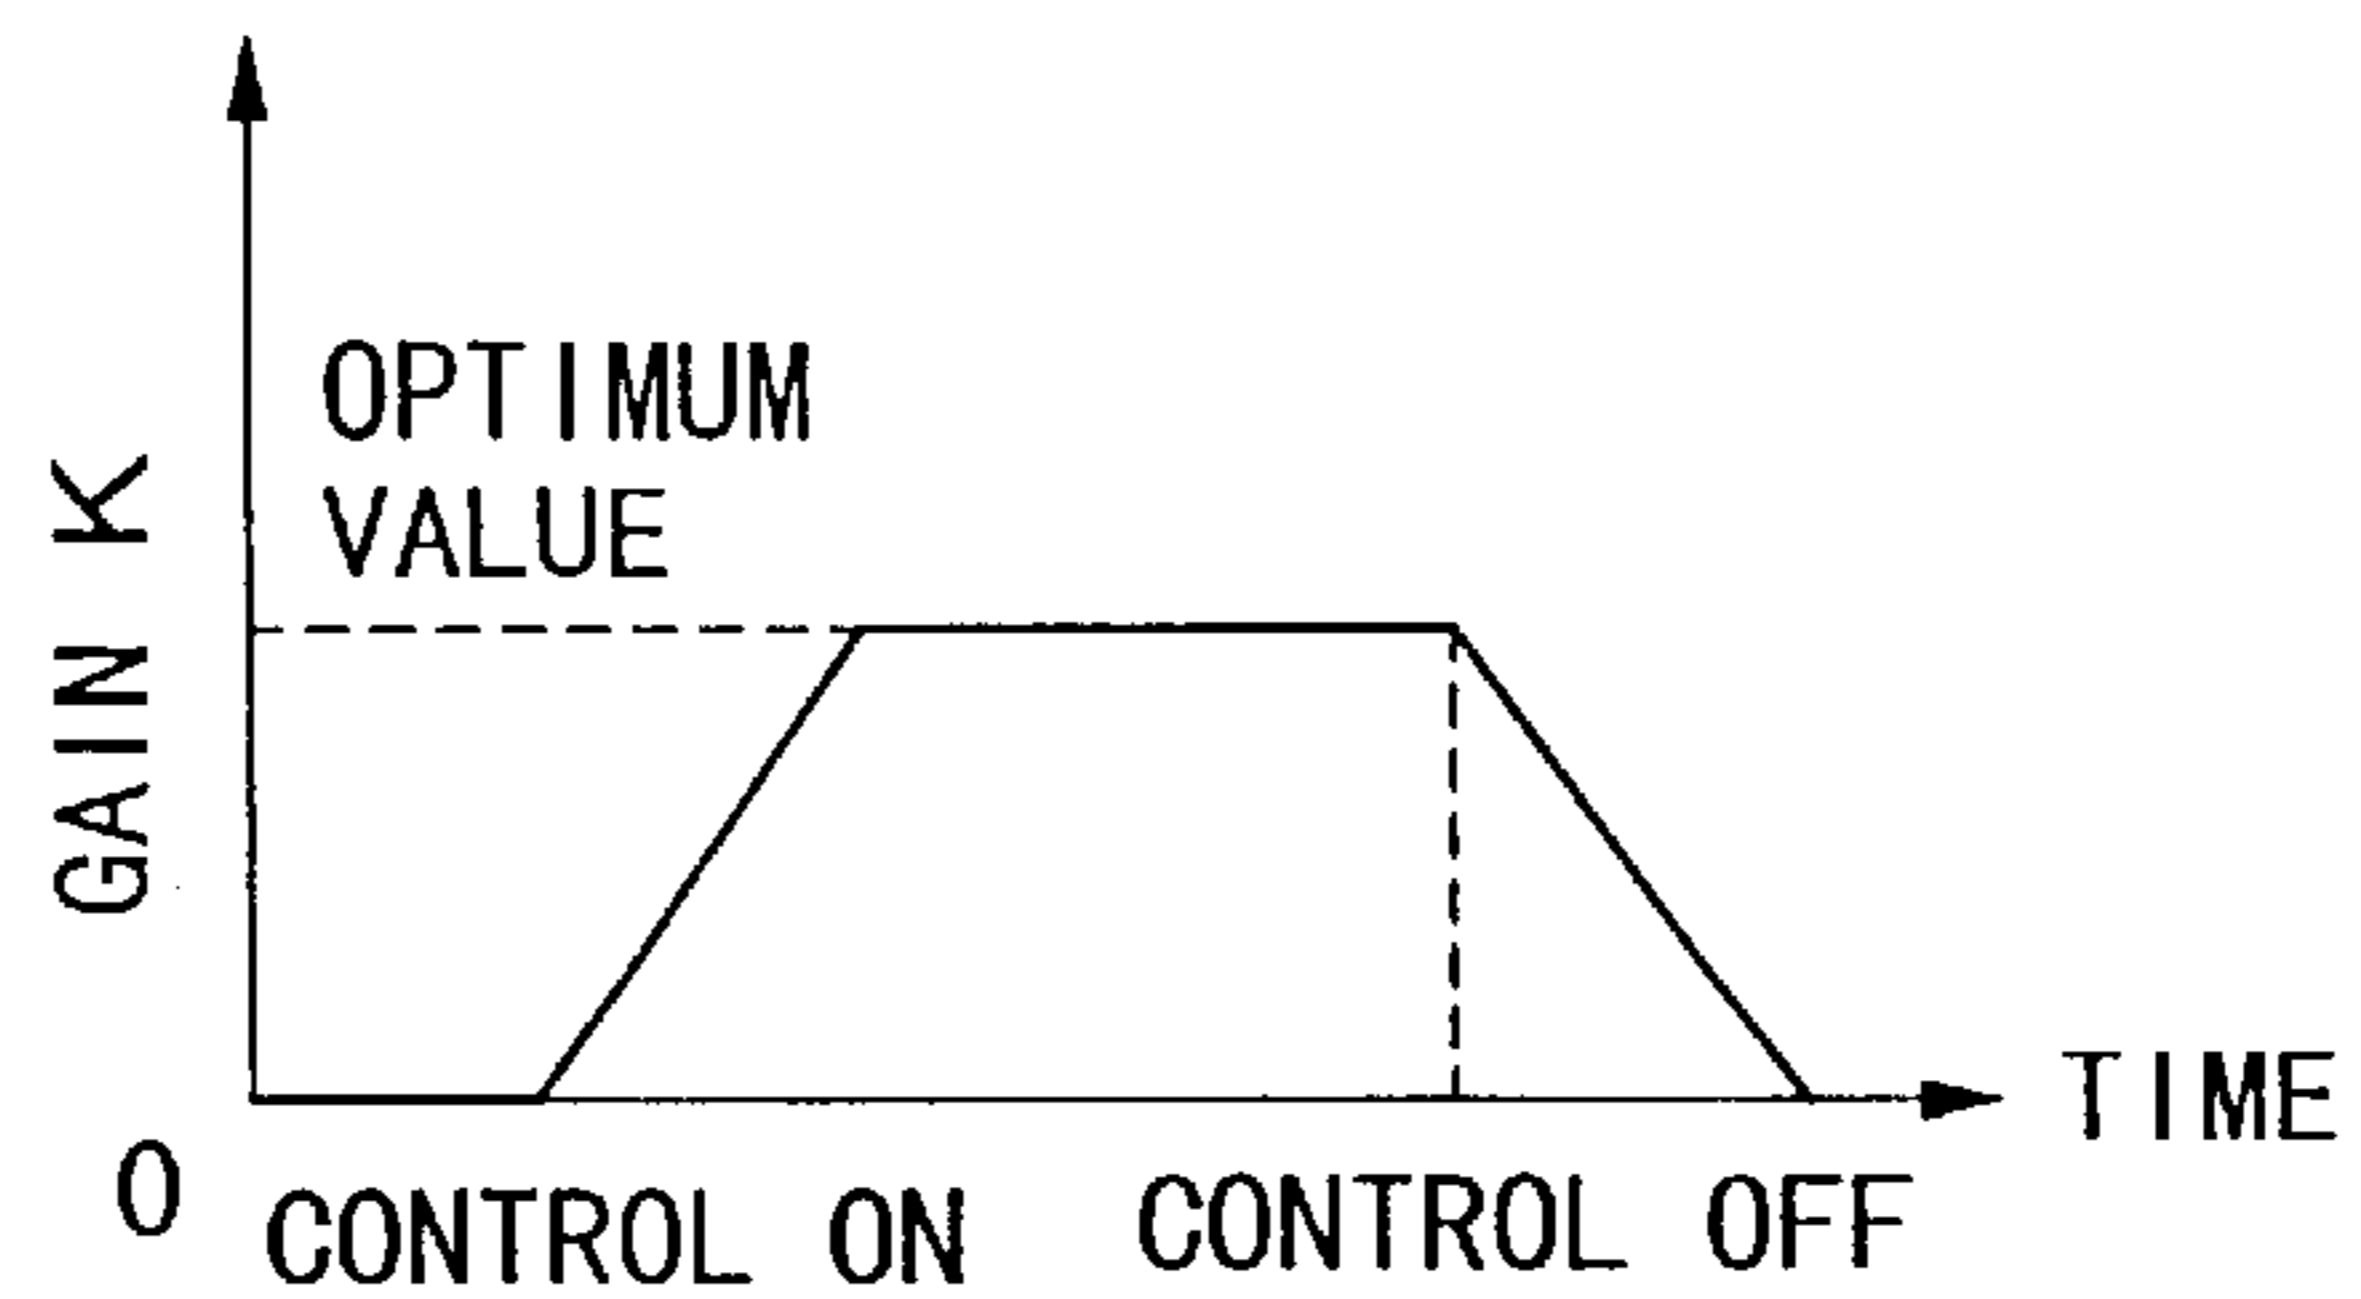 OPTIMUM
VALUE
GAIN K
TIME
0
CONTROL ON
CONTROL OFF